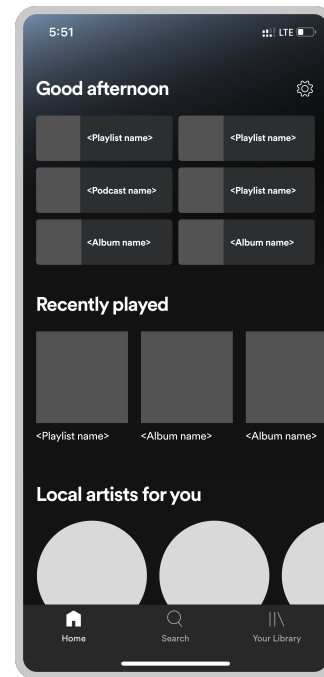 5:51 LTE
Good afternoon
<Playlist name> <Playlist name>
<Podcast name> <Playlist name>
<Album name> <Album name>
Recently played
<Playlist name> <Album name> <Album name>
Local artists for you
Home Search Your Library